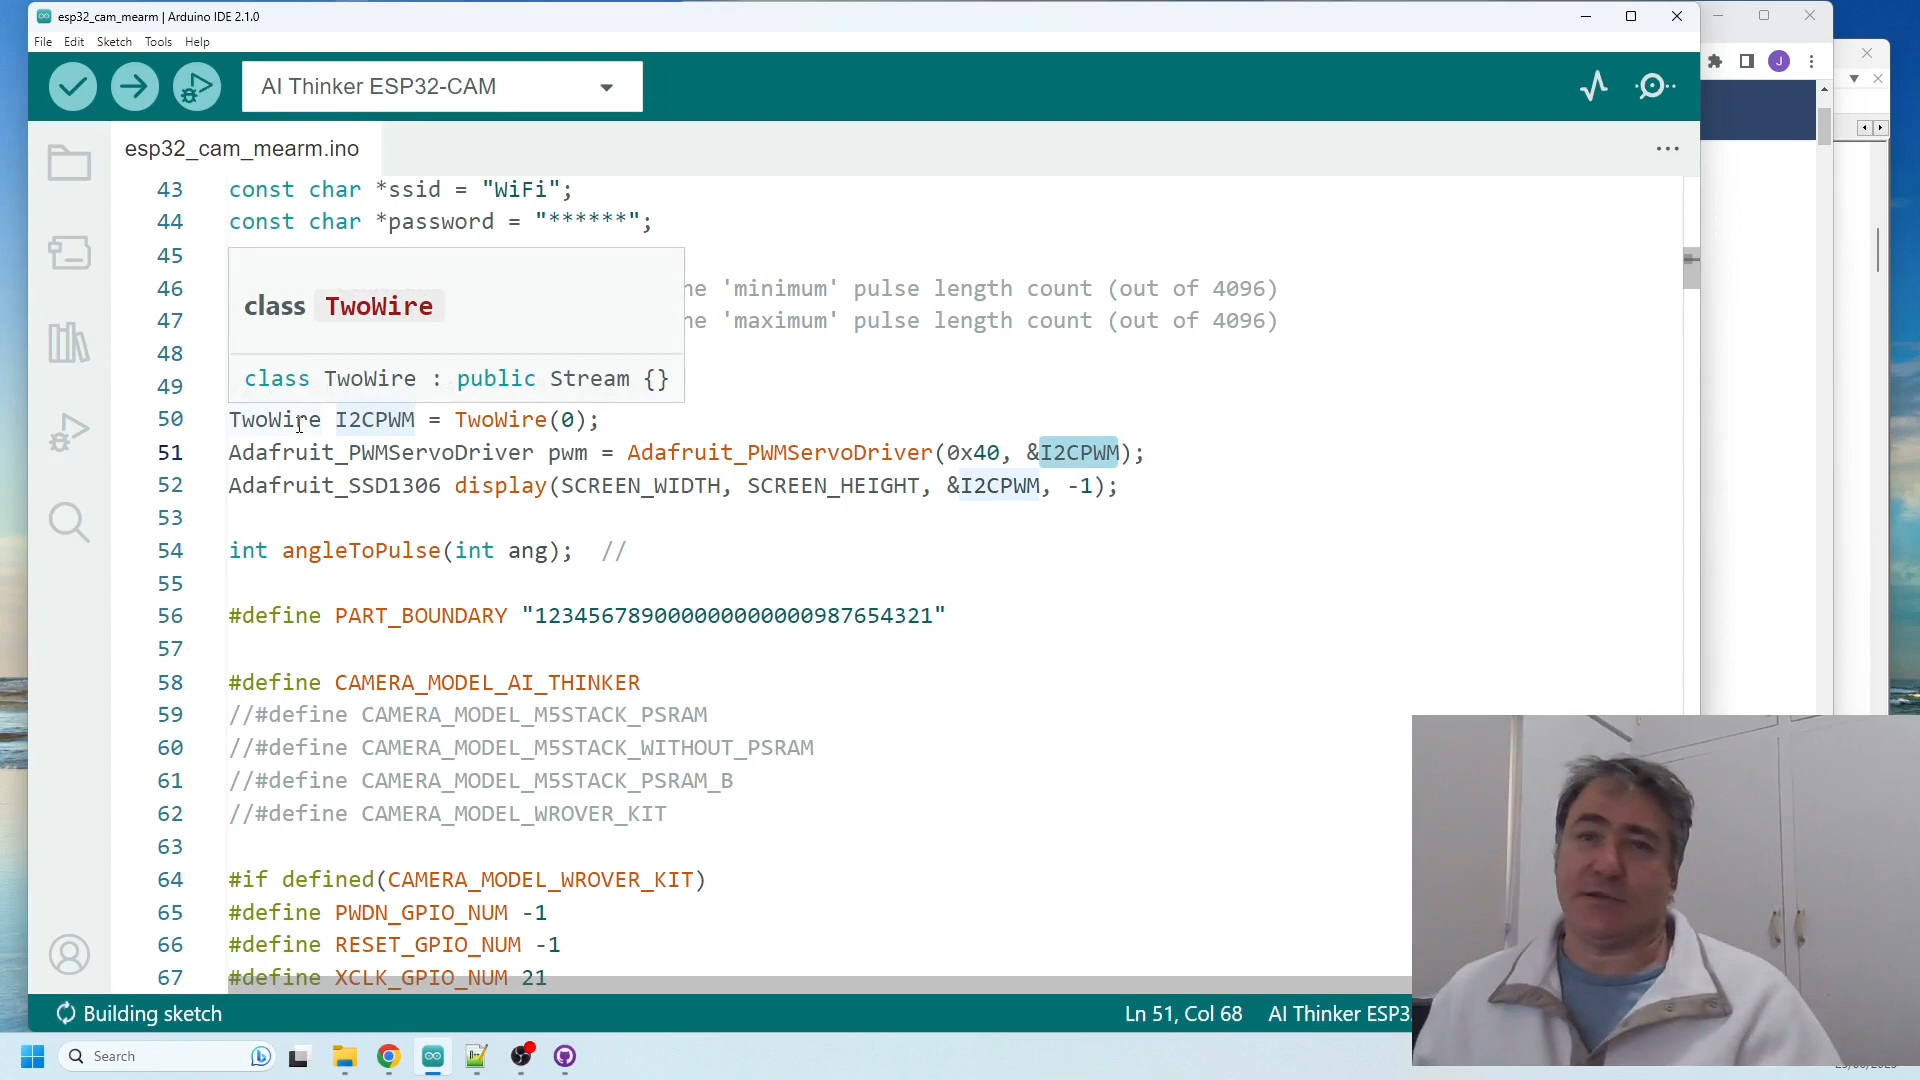 esp32_cam_mearm | Arduino IDE 2.1.0
File Edit Sketch Tools Help
AI Thinker ESP32-CAM
J
esp32_cam_mearm.ino
43 const char *ssid = "WiFi";
44 const char *password = "******";
45
46 'minimum' pulse length count (out of 4096)
47 'maximum' pulse length count (out of 4096)
class TwoWire
class TwoWire : public Stream {}
48
49
50 TwoWire I2CPWM = TwoWire(0);
51 Adafruit_PWMServoDriver pwm = Adafruit_PWMServoDriver(0x40, &I2CPWM);
52 Adafruit_SSD1306 display(SCREEN_WIDTH, SCREEN_HEIGHT, &I2CPWM, -1);
53
54 int angleToPulse(int ang); //
55
56 #define PART_BOUNDARY "123456789000000000000987654321"
57
58 #define CAMERA_MODEL_AI_THINKER
59 //#define CAMERA_MODEL_M5STACK_PSRAM
60 //#define CAMERA_MODEL_M5STACK_WITHOUT_PSRAM
61 //#define CAMERA_MODEL_M5STACK_PSRAM_B
62 //#define CAMERA_MODEL_WROVER_KIT
63
64 #if defined(CAMERA_MODEL_WROVER_KIT)
65 #define PWDN_GPIO_NUM -1
66 #define RESET_GPIO_NUM -1
67 #define XCLK_GPIO_NUM 21
Building sketch Ln 51, Col 68 AI Thinker ESP3
Search